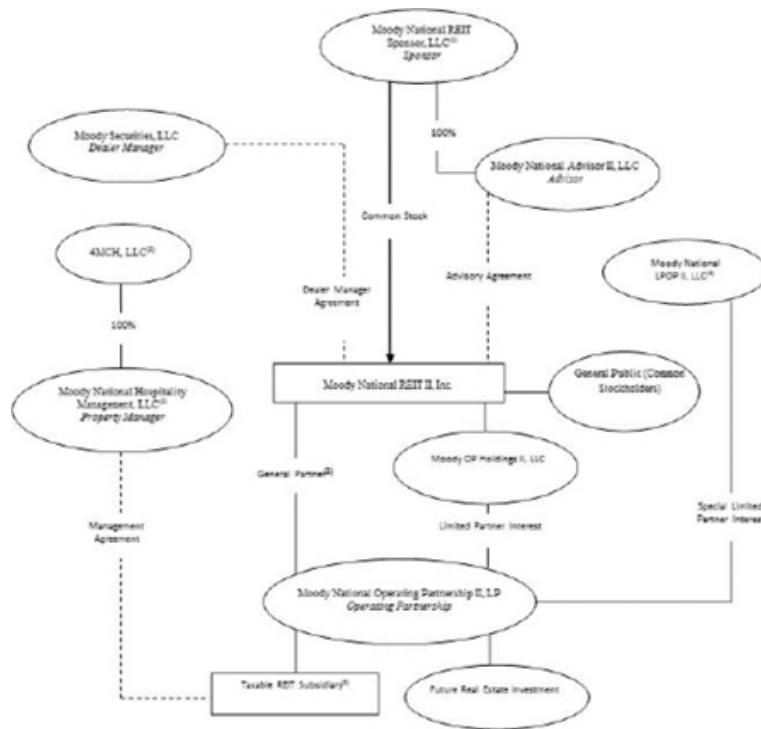 Moody National REIT
Sponsor, LLC(1)
Sponsor
Moody Securities, LLC
Dealer Manager
100%
Moody National Advisor II, LLC
Advisor
Common Stock
4MCH, LLC(2)
Moody National
LPOP II, LLC(4)
Dealer Manager
Agreement
Advisory Agreement
100%
Moody National REIT II, Inc.
General Public (Common
Stockholders)
Moody National Hospitality
Management, LLC
Property Manager
General Partner
Moody OP Holdings II, LLC
Management
Agreement
Limited Partner Interest
Special Limited
Partner Interest
Moody National Operating Partnership II, LP
Operating Partnership
Taxable REIT Subsidiary
Future Real Estate Investment